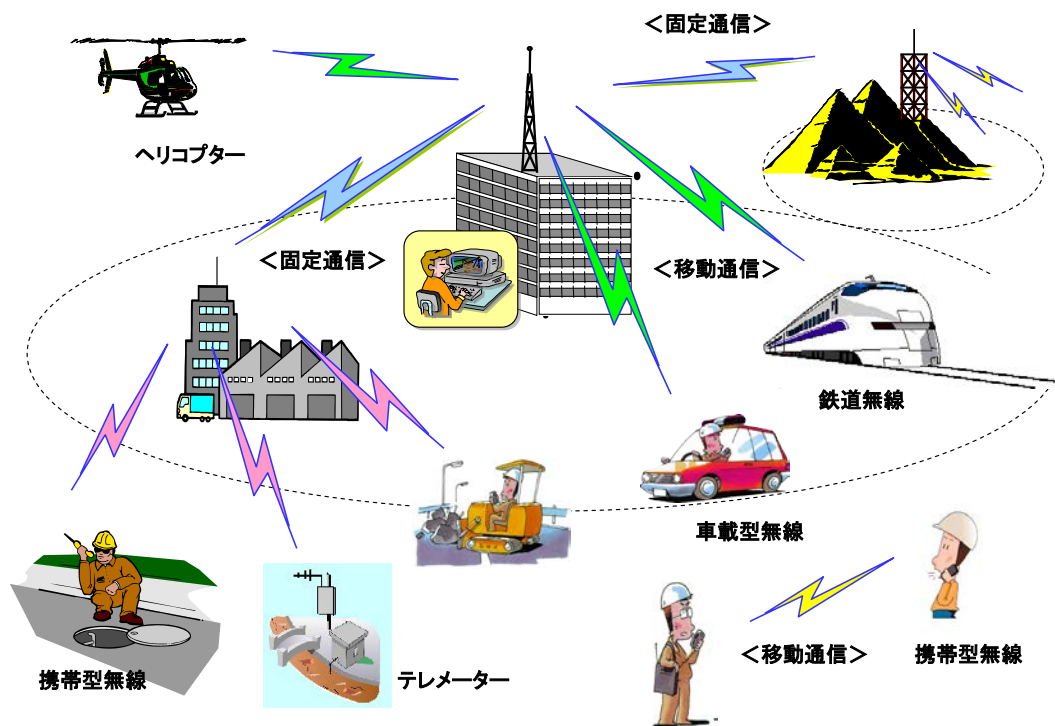 ＜固定通信＞
ヘリコプター
＜固定通信＞
＜移動通信＞
鉄道無線
車載型無線
携帯型無線
テレメーター
＜移動通信＞
携帯型無線